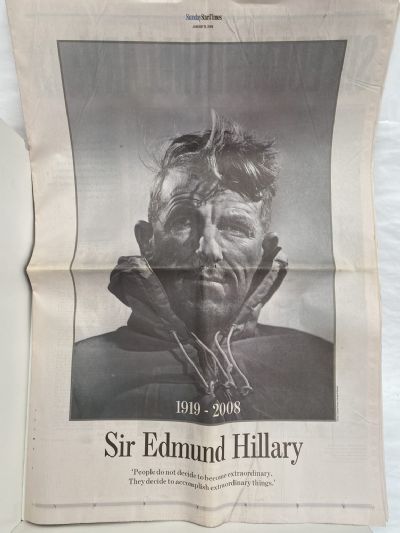 Sunday Star Times
1919 - 2008
Sir Edmund Hillary
'People do not decide to become extraordinary.
They decide to accomplish extraordinary things.'